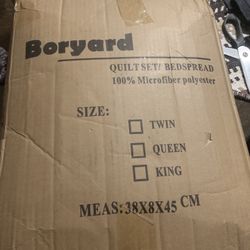 Boryard
QUILT SET/ BEDSPREAD
100% Microfiber polyester
SIZE:
TWIN
QUEEN
KING
MEAS: 38X8X45 CM